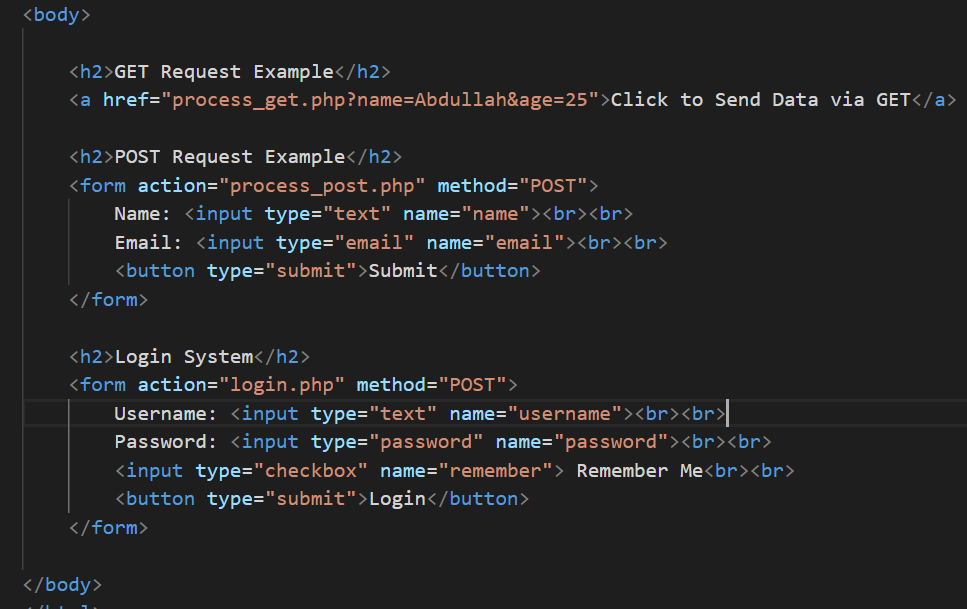 <body>
<h2>GET Request Example</h2>
<a href="process_get.php?name=Abdullah&age=25">Click to Send Data via GET</a>
<h2>POST Request Example</h2>
<form action="process_post.php" method="POST">
Name: <input type="text" name="name"><br><br>
Email: <input type="email" name="email"><br><br>
<button type="submit">Submit</button>
</form>
<h2>Login System</h2>
<form action="login.php" method="POST">
Username: <input type="text" name="username"><br><br>
Password: <input type="password" name="password"><br><br>
<input type="checkbox" name="remember"> Remember Me<br><br>
<button type="submit">Login</button>
</form>
</body>